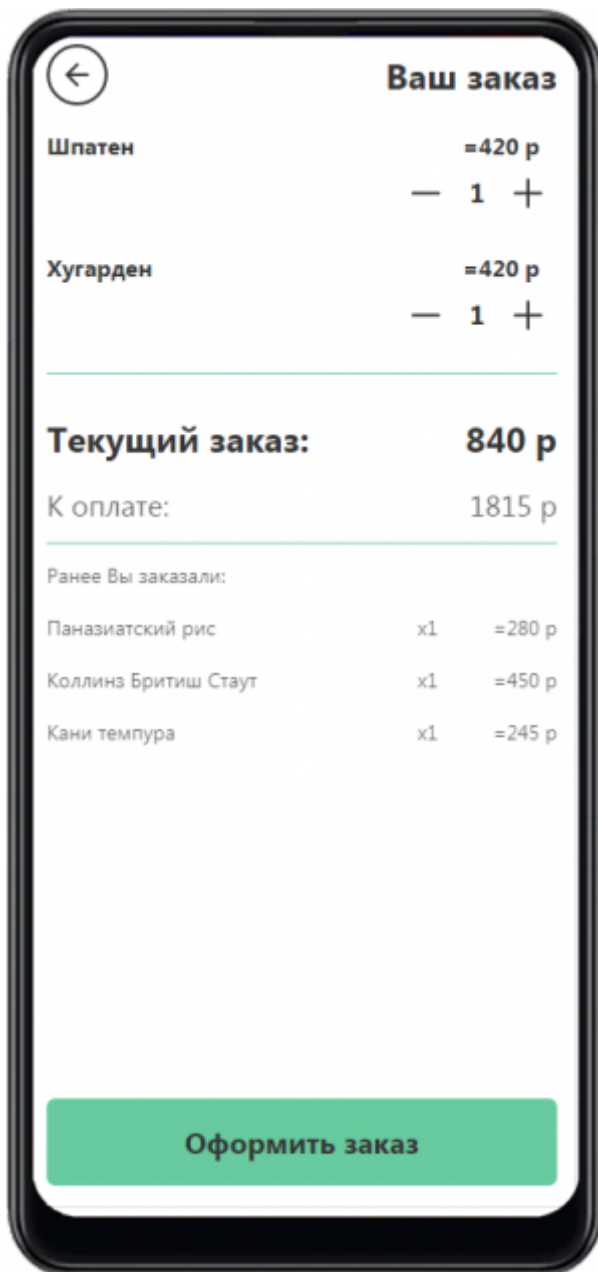 Ваш заказ
Шпатен =420 р
1
Хугарден =420 р
1
Текущий заказ: 840 р
К оплате: 1815 р
Ранее Вы заказали:
Паназиатский рис x1 =280 р
Коллинз Бритиш Стаут x1 =450 р
Кани темпура x1 =245 р
Оформить заказ